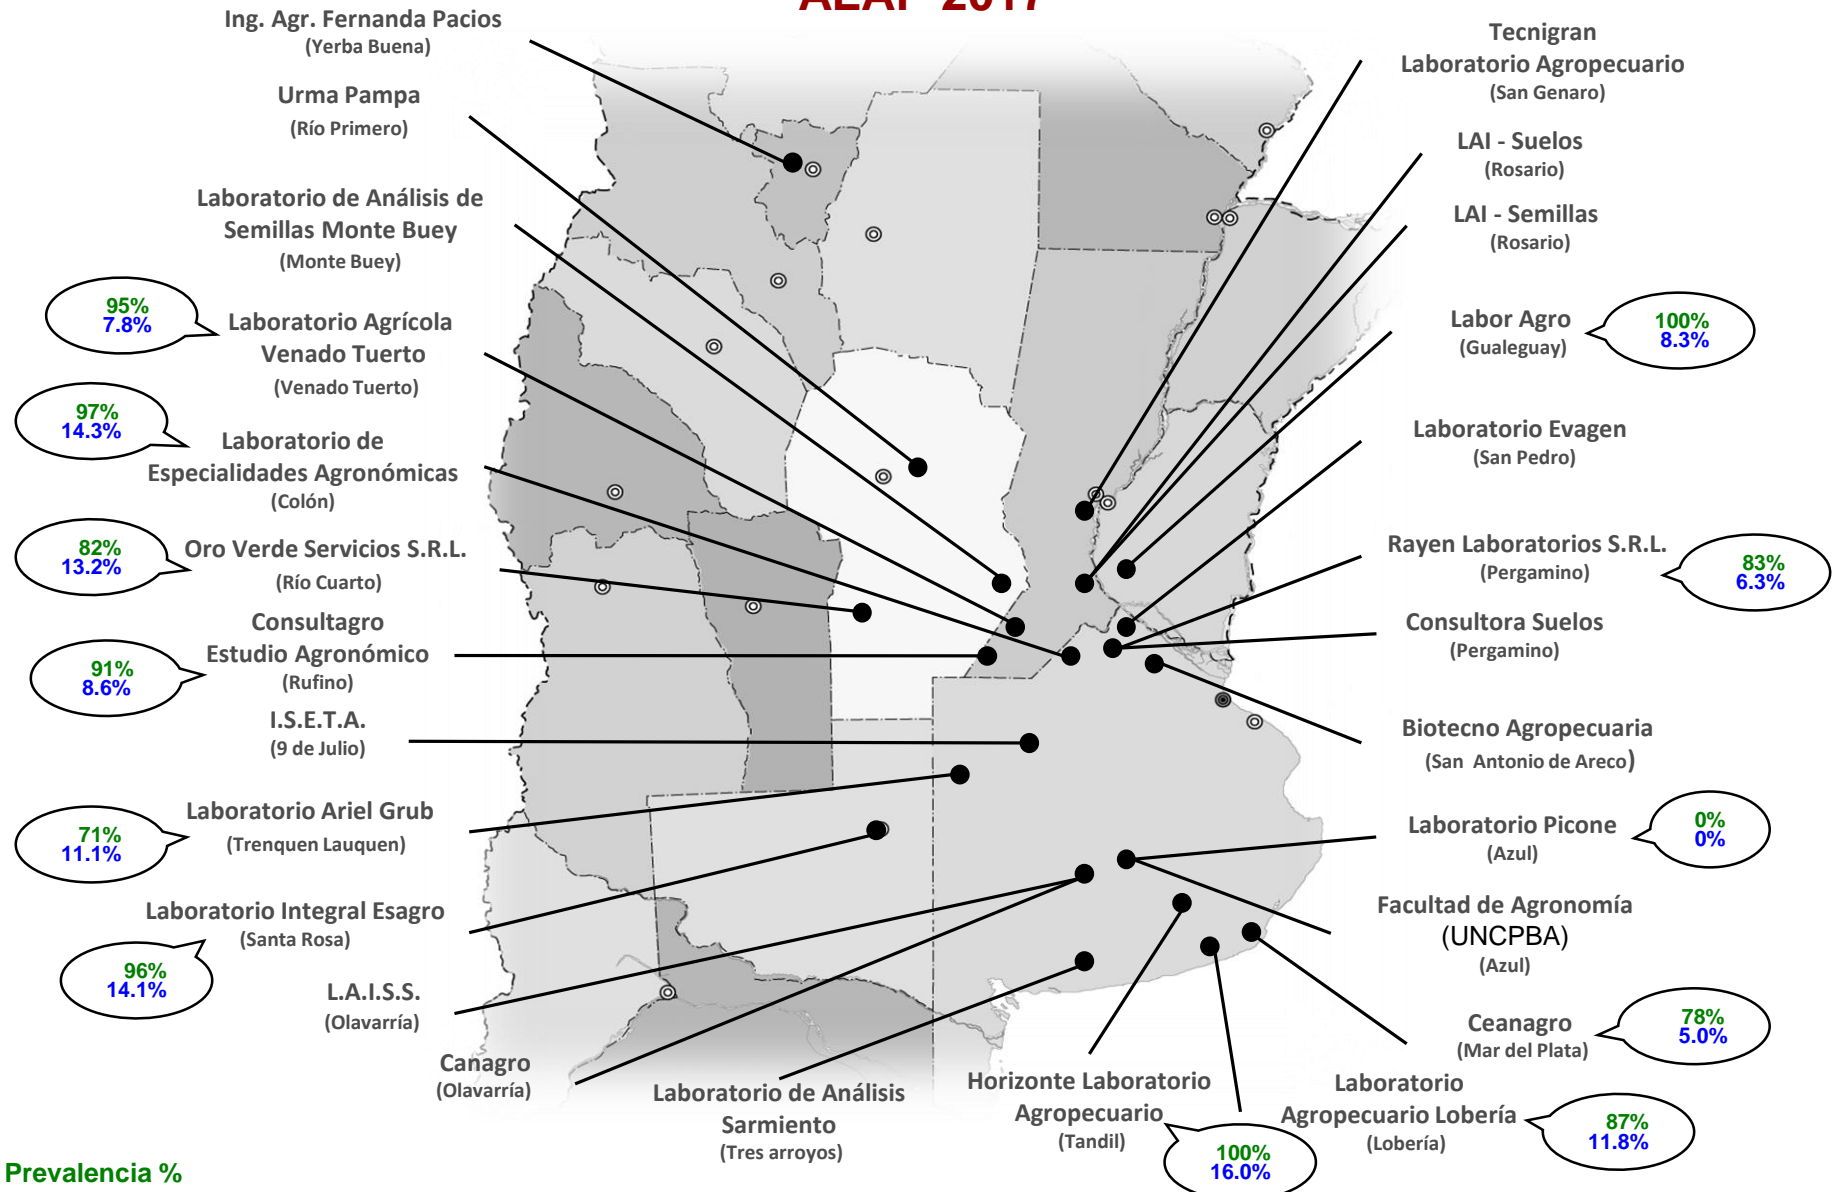 ALAP 2017
Ing. Agr. Fernanda Pacios
(Yerba Buena)
Urma Pampa
(Río Primero)
Laboratorio de Análisis de
Semillas Monte Buey
(Monte Buey)
95%
7.8%
Laboratorio Agrícola
Venado Tuerto
(Venado Tuerto)
97%
14.3%
Laboratorio de
Especialidades Agronómicas
(Colón)
82%
13.2%
Oro Verde Servicios S.R.L.
(Río Cuarto)
91%
8.6%
Consultagro
Estudio Agronómico
(Rufino)
I.S.E.T.A.
(9 de Julio)
71%
11.1%
Laboratorio Ariel Grub
(Trenquen Lauquen)
Laboratorio Integral Esagro
(Santa Rosa)
96%
14.1%
L.A.I.S.S.
(Olavarría)
Canagro
(Olavarría)
Laboratorio de Análisis
Sarmiento
(Tres arroyos)
Horizonte Laboratorio
Agropecuario
(Tandil)
100%
16.0%
Laboratorio
Agropecuario Lobería
(Lobería)
87%
11.8%
Tecnigran
Laboratorio Agropecuario
(San Genaro)
LAI - Suelos
(Rosario)
LAI - Semillas
(Rosario)
Labor Agro
(Gualeguay)
100%
8.3%
Laboratorio Evagen
(San Pedro)
Rayen Laboratorios S.R.L.
(Pergamino)
83%
6.3%
Consultora Suelos
(Pergamino)
Biotecno Agropecuaria
(San Antonio de Areco)
Laboratorio Picone
(Azul)
0%
0%
Facultad de Agronomía
(UNCPBA)
(Azul)
Ceanagro
(Mar del Plata)
78%
5.0%
Prevalencia %